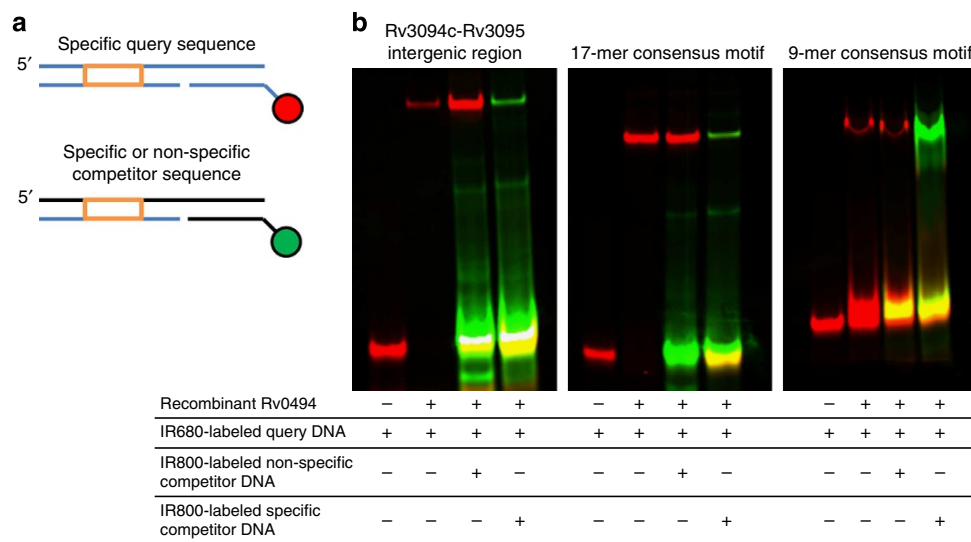 a
Specific query sequence
5′
Specific or non-specific
competitor sequence
5′
b
Rv3094c-Rv3095
intergenic region
17-mer consensus motif
9-mer consensus motif
Recombinant Rv0494 − + + + − + + + − + + +
IR680-labeled query DNA + + + + + + + + + + + +
IR800-labeled non-specific
competitor DNA − − + − − − + − − − + −
IR800-labeled specific
competitor DNA − − − + − − − + − − − +